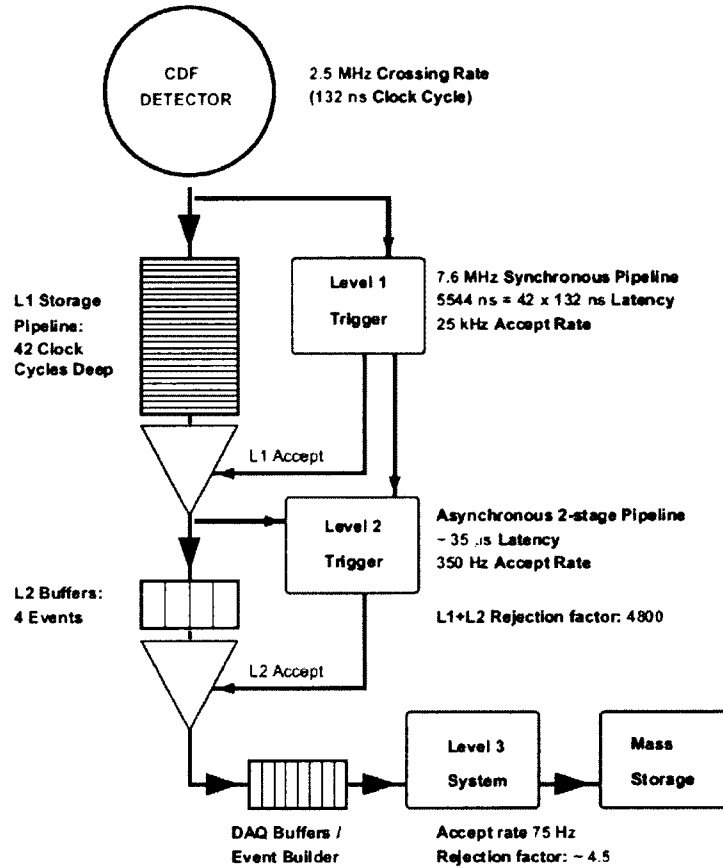 CDF
DETECTOR
2.5 MHz Crossing Rate
(132 ns Clock Cycle)
L1 Storage
Pipeline:
42 Clock
Cycles Deep
Level 1
Trigger
7.6 MHz Synchronous Pipeline
5544 ns = 42 x 132 ns Latency
25 kHz Accept Rate
L1 Accept
Level 2
Trigger
Asynchronous 2-stage Pipeline
~ 35 µs Latency
350 Hz Accept Rate
L2 Buffers:
4 Events
L1+L2 Rejection factor: 4800
L2 Accept
Level 3
System
Mass
Storage
DAQ Buffers /
Event Builder
Accept rate 75 Hz
Rejection factor: ~ 4.5